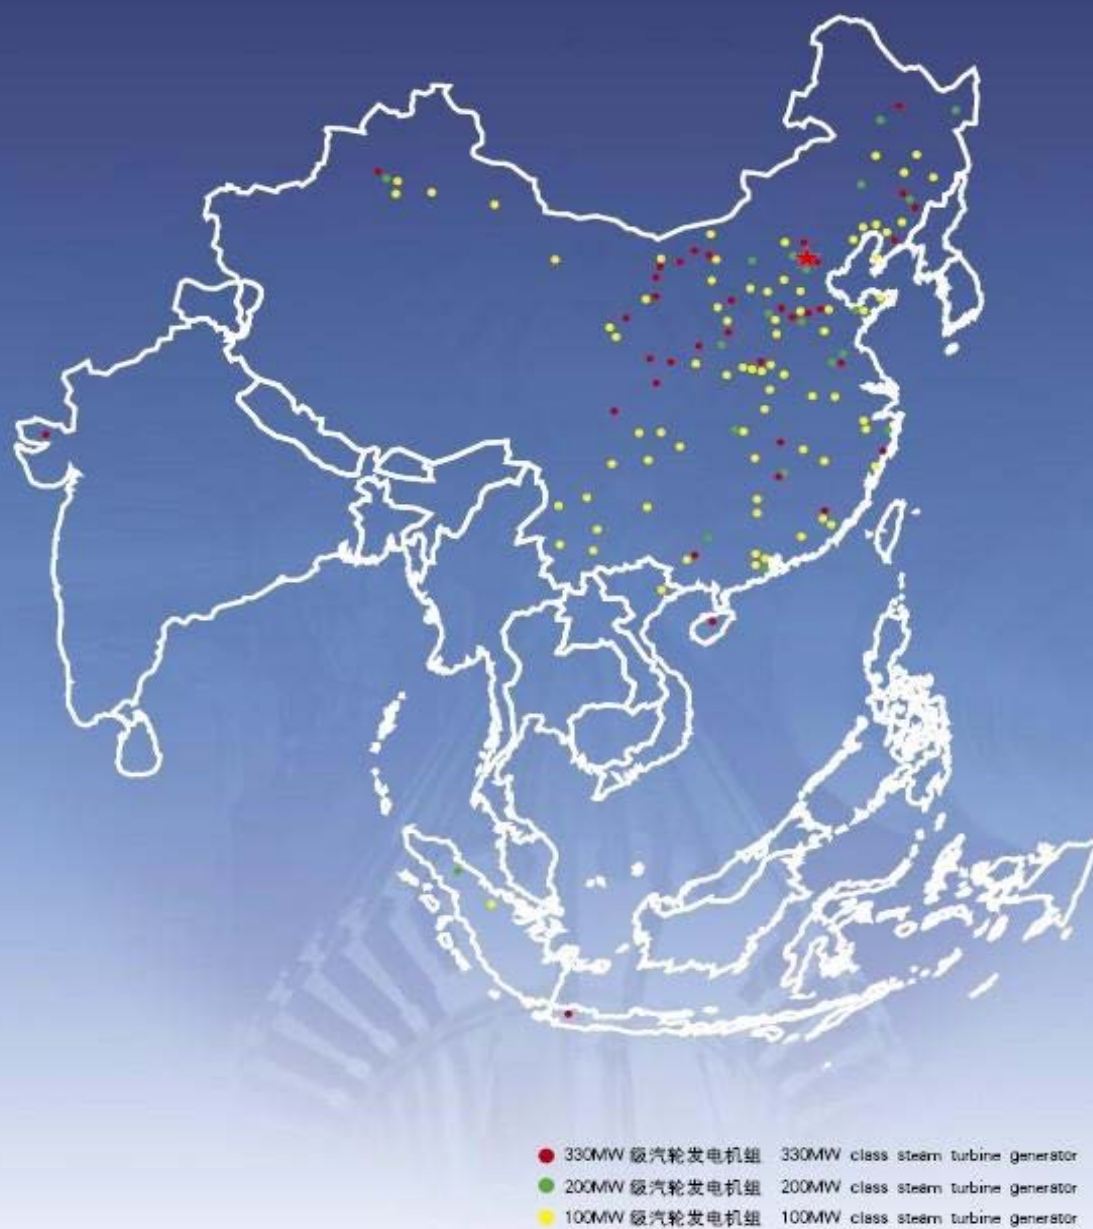 330MW 级汽轮发电机组 330MW class steam turbine generator
200MW 级汽轮发电机组 200MW class steam turbine generator
100MW 级汽轮发电机组 100MW class steam turbine generator